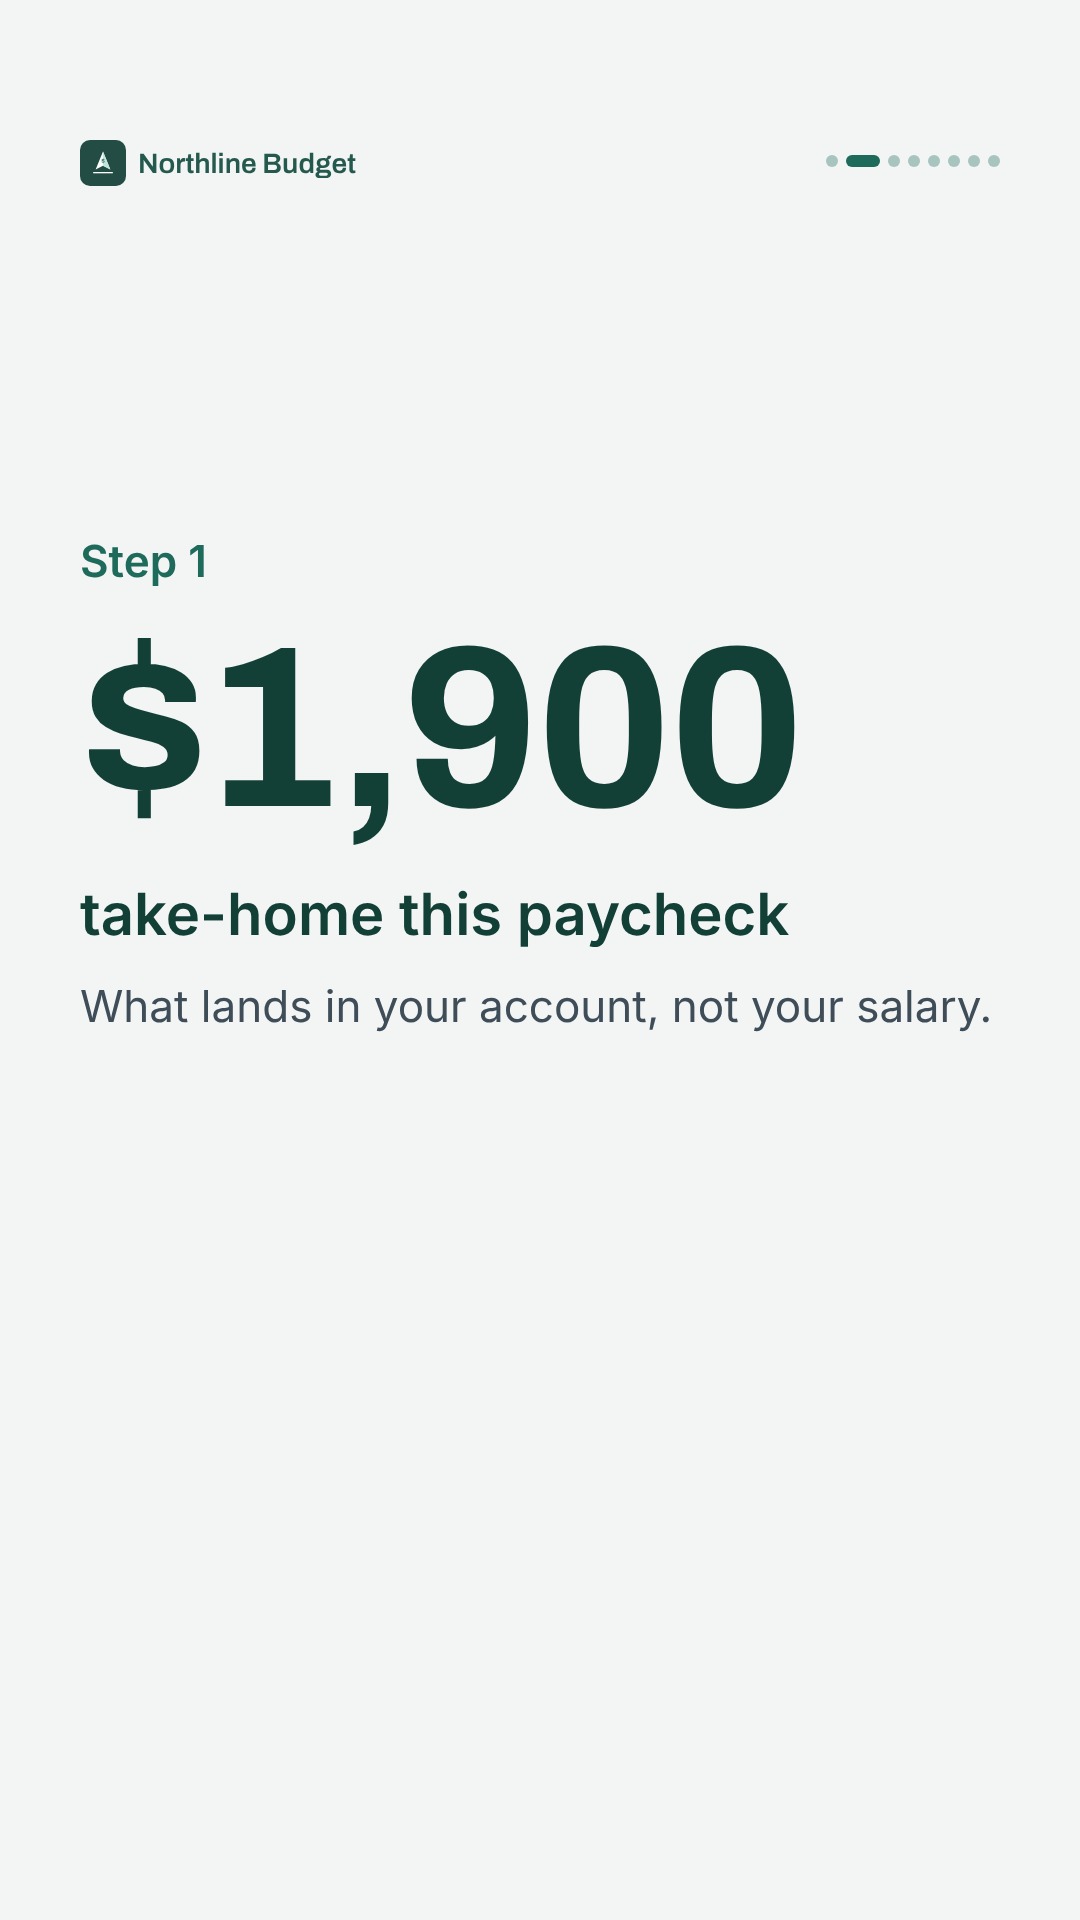 Northline Budget
Step 1
$1,900
take-home this paycheck
What lands in your account, not your salary.